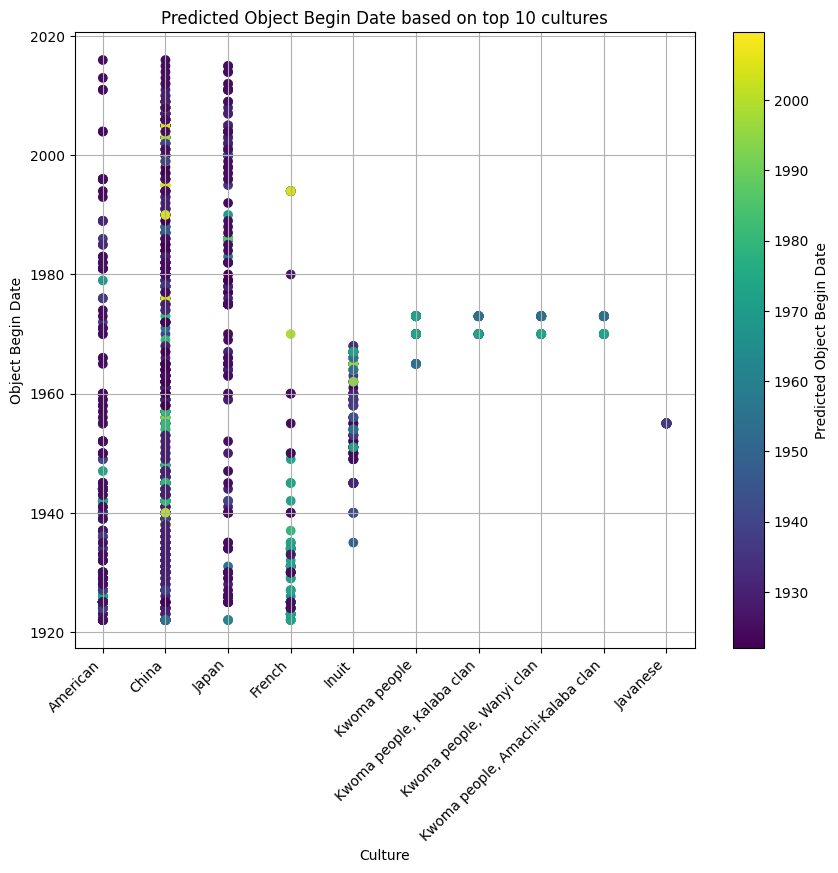 Predicted Object Begin Date based on top 10 cultures
Object Begin Date
2020
2000
1980
1960
1940
1920
American
China
Japan
French
Inuit
Kwoma people
Kwoma people, Kalaba clan
Kwoma people, Wanyi clan
Kwoma people, Amachi-Kalaba clan
Javanese
Culture
2000
1990
1980
1970
1960
1950
1940
1930
Predicted Object Begin Date